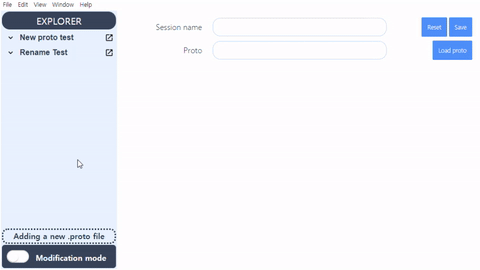 File Edit View Window Help
EXPLORER
New proto test
Rename Test
Adding a new .proto file
Modification mode
Session name
Reset Save
Proto
Load proto